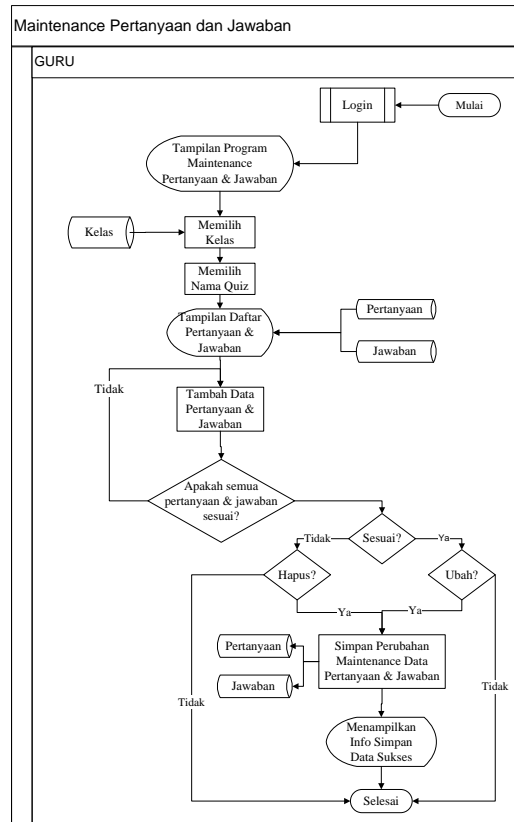 Maintenance Pertanyaan dan Jawaban
GURU
Login
Mulai
Tampilan Program
Maintenance
Pertanyaan & Jawaban
Kelas
Memilih
Kelas
Memilih
Nama Quiz
Tampilan Daftar
Pertanyaan &
Jawaban
Pertanyaan
Jawaban
Tidak
Tambah Data
Pertanyaan &
Jawaban
Apakah semua
pertanyaan & jawaban
sesuai?
Tidak
Sesuai?
Ya
Hapus?
Ubah?
Ya
Ya
Pertanyaan
Jawaban
Simpan Perubahan
Maintenance Data
Pertanyaan & Jawaban
Tidak
Tidak
Menampilkan
Info Simpan
Data Sukses
Selesai